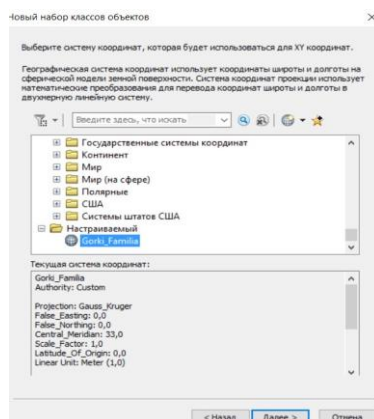 Новый набор классов объектов
Выберите систему координат, которая будет использоваться для XY координат.
Географическая система координат использует координаты широты и долготы на
сферической модели земной поверхности. Система координат проекции использует
математические преобразования для перевода координат широты и долготы в
двухмерную линейную систему.
Введите здесь, что искать
Государственные системы координат
Континент
Мир
Мир (на сфере)
Полярные
США
Системы штатов США
Настраиваемый
Gorki_Familia
Текущая система координат:
Gorki_Familia
Authority: Custom
Projection: Gauss_Kruger
False_Easting: 0,0
False_Northing: 0,0
Central_Meridian: 33,0
Scale_Factor: 1,0
Latitude_Of_Origin: 0,0
Linear Unit: Meter (1,0)
< Назад Далее > Отмена